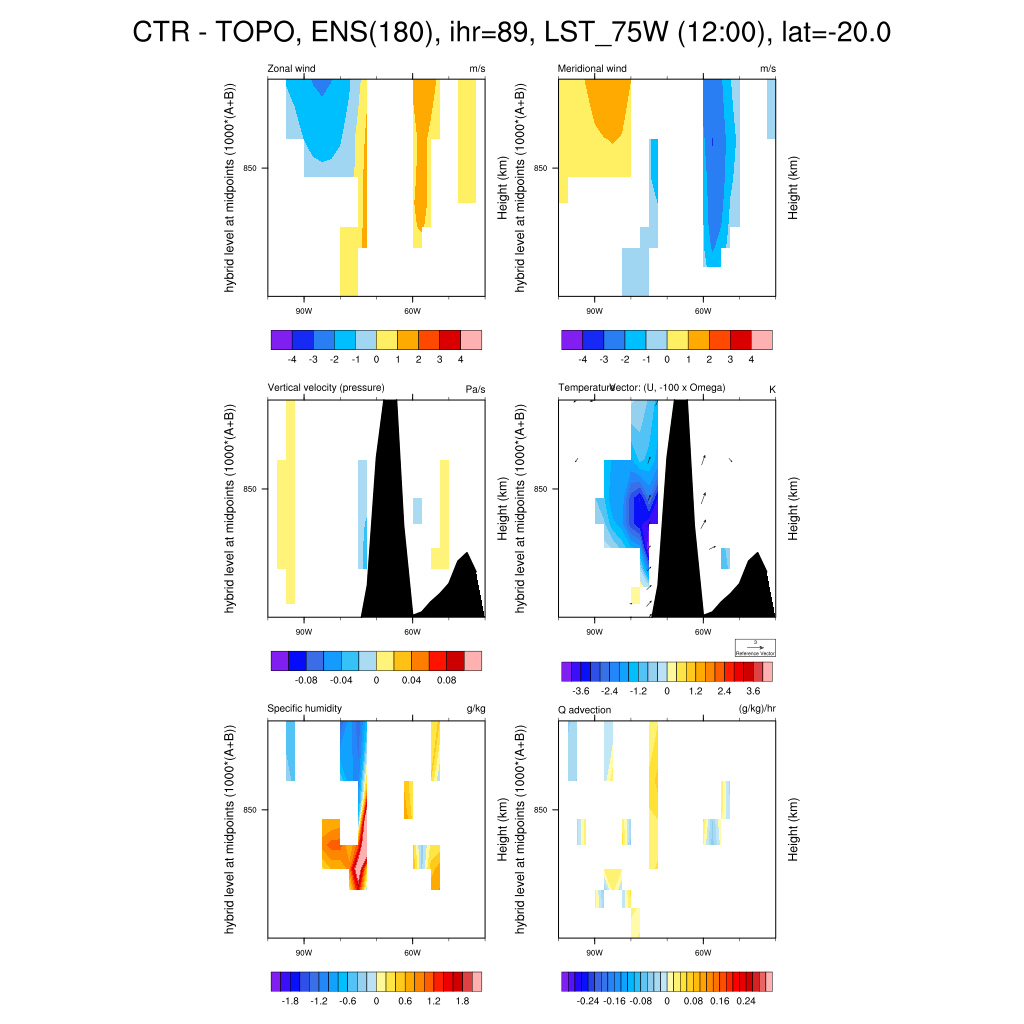 CTR - TOPO, ENS(180), ihr=89, LST_75W (12:00), lat=-20.0
Zonal wind m/s
hybrid level at midpoints (1000*(A+B))
850
Height (km)
90W 60W
-4 -3 -2 -1 0 1 2 3 4
Meridional wind m/s
hybrid level at midpoints (1000*(A+B))
850
Height (km)
90W 60W
-4 -3 -2 -1 0 1 2 3 4
Vertical velocity (pressure) Pa/s
hybrid level at midpoints (1000*(A+B))
850
Height (km)
90W 60W
-0.08 -0.04 0 0.04 0.08
Temperature Vector: (U, -100 x Omega) K
hybrid level at midpoints (1000*(A+B))
850
Height (km)
90W 60W
3
Reference Vector
-3.6 -2.4 -1.2 0 1.2 2.4 3.6
Specific humidity g/kg
hybrid level at midpoints (1000*(A+B))
850
Height (km)
90W 60W
-1.8 -1.2 -0.6 0 0.6 1.2 1.8
Q advection (g/kg)/hr
hybrid level at midpoints (1000*(A+B))
850
Height (km)
90W 60W
-0.24 -0.16 -0.08 0 0.08 0.16 0.24